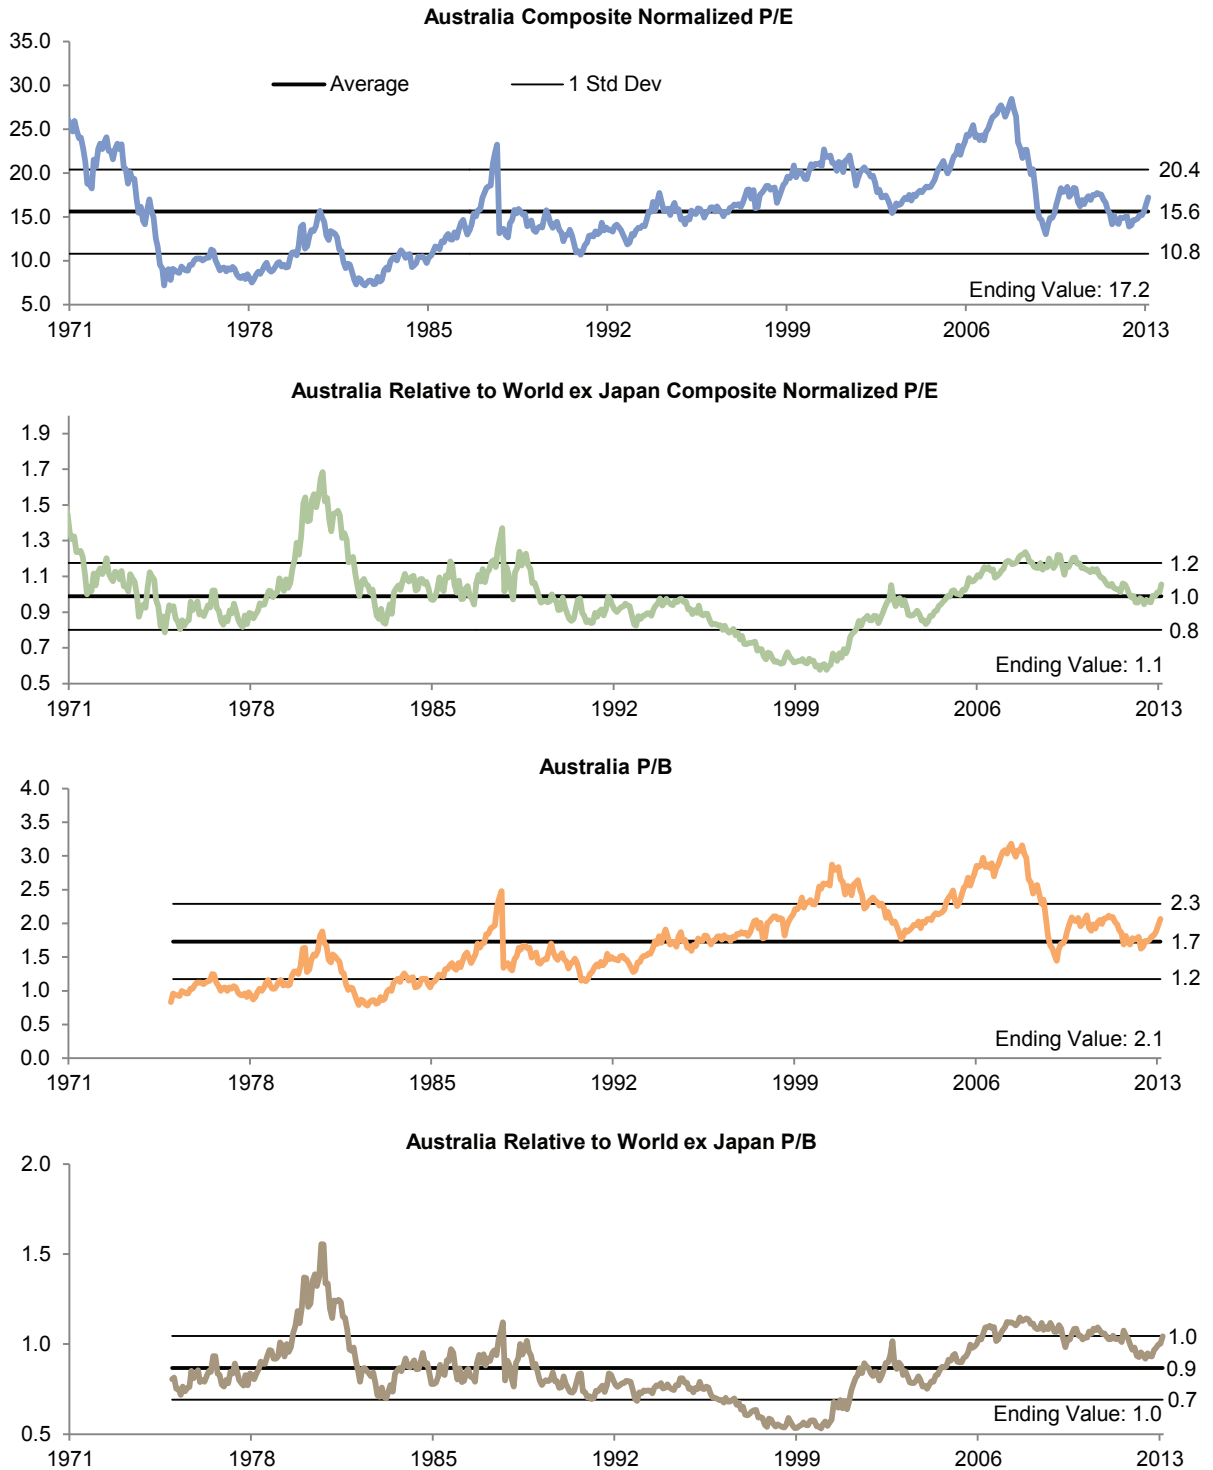 Australia Composite Normalized P/E
35.0
30.0
Average
1 Std Dev
25.0
20.0
20.4
15.0
15.6
10.0
10.8
Ending Value: 17.2
5.0
1971 1978 1985 1992 1999 2006 2013
Australia Relative to World ex Japan Composite Normalized P/E
1.9
1.7
1.5
1.3
1.2
1.1
1.0
0.9
0.8
0.7
Ending Value: 1.1
0.5
1971 1978 1985 1992 1999 2006 2013
Australia P/B
4.0
3.5
3.0
2.5
2.3
2.0
1.7
1.5
1.2
1.0
0.5
Ending Value: 2.1
0.0
1971 1978 1985 1992 1999 2006 2013
Australia Relative to World ex Japan P/B
2.0
1.5
1.0
1.0
0.9
0.7
Ending Value: 1.0
0.5
1971 1978 1985 1992 1999 2006 2013